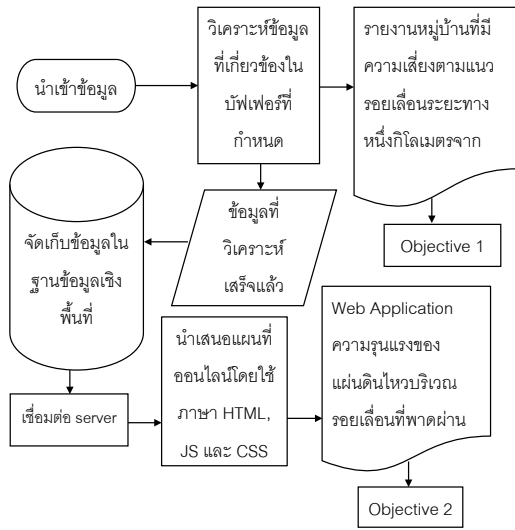 นำเข้าข้อมูล
วิเคราะห์ข้อมูล
ที่เกี่ยวข้องใน
บัฟเฟอร์ที่
กำหนด
รายงานหมู่บ้านที่มี
ความเสี่ยงตามแนว
รอยเลื่อนระยะทาง
หนึ่งกิโลเมตรจาก
Objective 1
ข้อมูลที่
วิเคราะห์
เสร็จแล้ว
จัดเก็บข้อมูลใน
ฐานข้อมูลเชิง
พื้นที่
เชื่อมต่อ server
นำเสนอแผนที่
ออนไลน์โดยใช้
ภาษา HTML,
JS และ CSS
Web Application
ความรุนแรงของ
แผ่นดินไหวบริเวณ
รอยเลื่อนที่พาดผ่าน
Objective 2